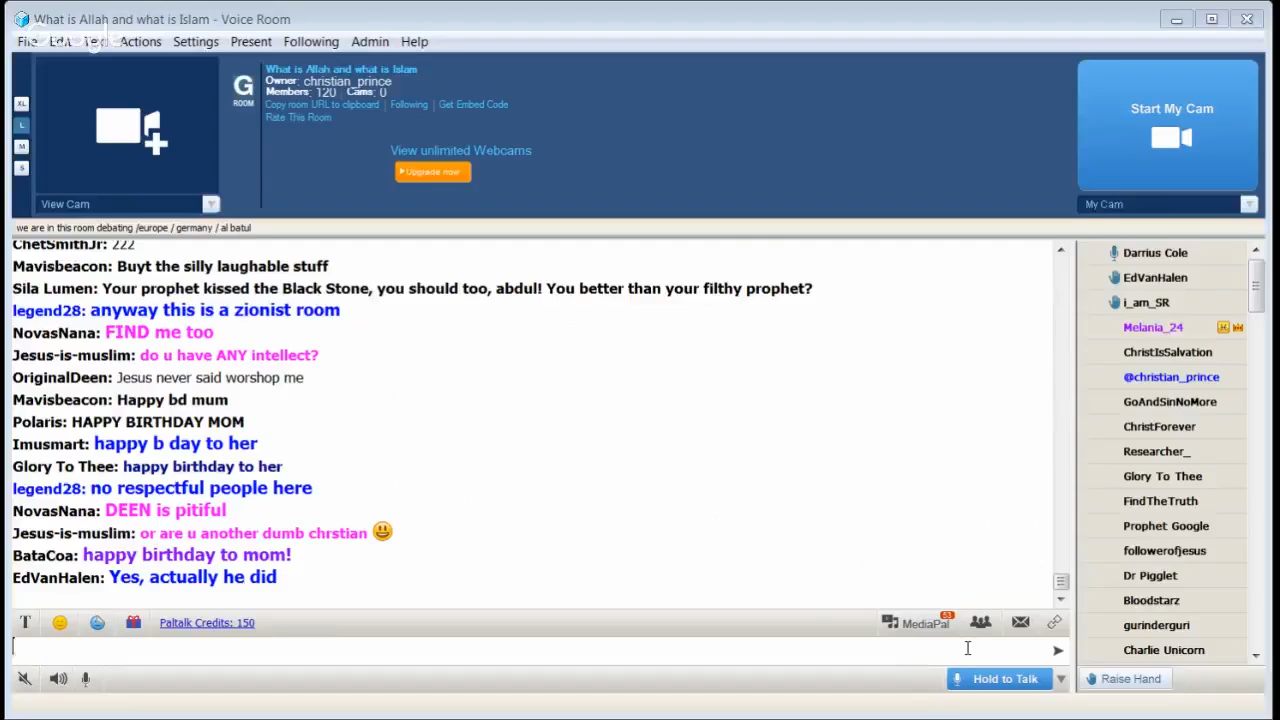 What is Allah and what is Islam - Voice Room
Google
File Edit Text Actions Settings Present Following Admin Help
XL
L
M
S
G
ROOM
What is Allah and what is Islam
Owner: christian_prince
Members: 120 Cams: 0
Copy room URL to clipboard | Following | Get Embed Code
Rate This Room
View unlimited Webcams
Upgrade now
Start My Cam
View Cam
My Cam
we are in this room debating /europe / germany / al batul
ChetSmithJr: 222
Mavisbeacon: Buyt the silly laughable stuff
Sila Lumen: Your prophet kissed the Black Stone, you should too, abdul! You better than your filthy prophet?
legend28: anyway this is a zionist room
NovasNana: FIND me too
Jesus-is-muslim: do u have ANY intellect?
OriginalDeen: Jesus never said worshop me
Mavisbeacon: Happy bd mum
Polaris: HAPPY BIRTHDAY MOM
Imusmart: happy b day to her
Glory To Thee: happy birthday to her
legend28: no respectful people here
NovasNana: DEEN is pitiful
Jesus-is-muslim: or are u another dumb chrstian
BataCoa: happy birthday to mom!
EdVanHalen: Yes, actually he did
Darrius Cole
EdVanHalen
i_am_SR
Melania_24
ChristIsSalvation
@christian_prince
GoAndSinNoMore
ChristForever
Researcher_
Glory To Thee
FindTheTruth
Prophet Google
followerofjesus
Dr Pigglet
Bloodstarz
gurinderguri
Charlie Unicorn
T
Paltalk Credits: 150
MediaPal
53
Hold to Talk
Raise Hand